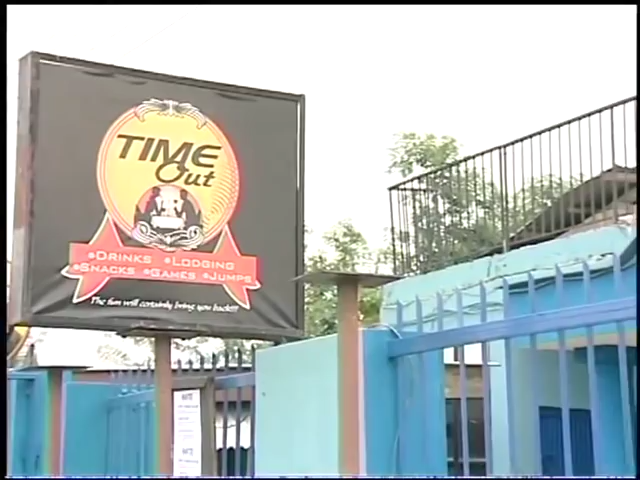 TIME
Out
•DRINKS •LODGING
•SNACKS •GAMES •JUMPS
The fun will certainly bring you back!!!